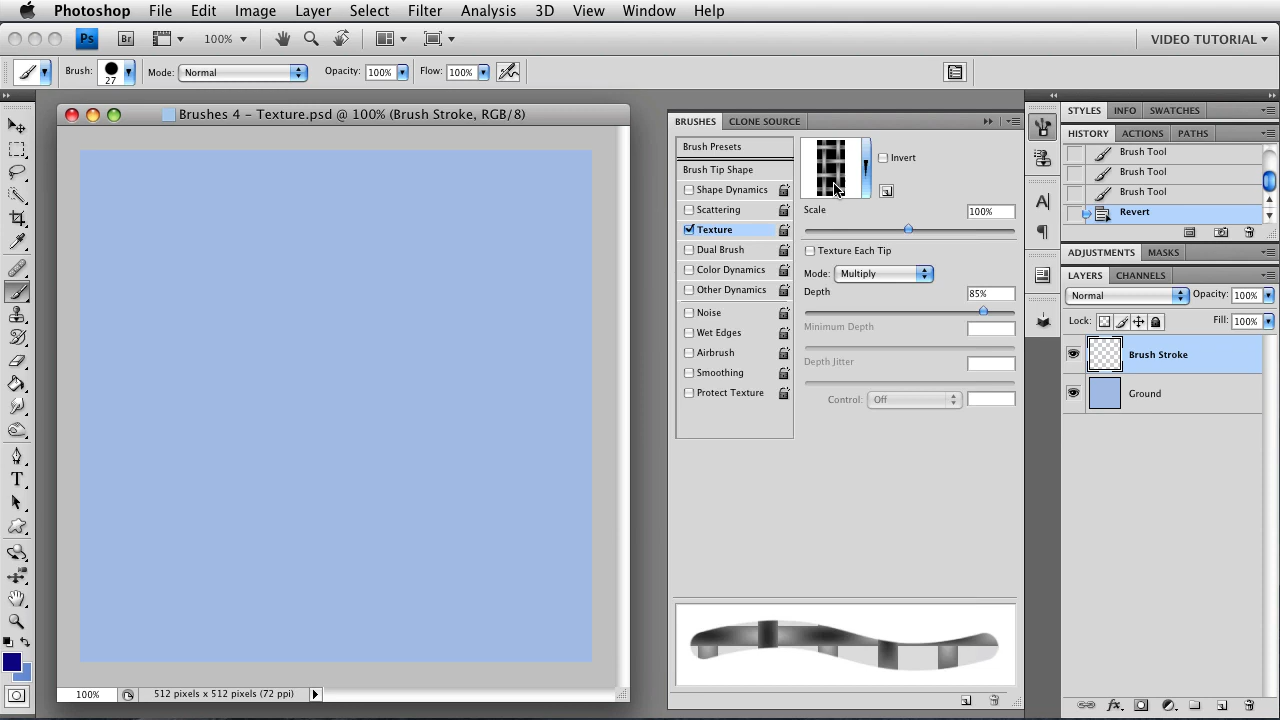 Photoshop File Edit Image Layer Select Filter Analysis 3D View Window Help
Ps Br 100% VIDEO TUTORIAL
Brush: 27 Mode: Normal Opacity: 100% Flow: 100%
Brushes 4 - Texture.psd @ 100% (Brush Stroke, RGB/8)
100% 512 pixels x 512 pixels (72 ppi)
BRUSHES CLONE SOURCE
Brush Presets
Brush Tip Shape
Shape Dynamics
Scattering
Texture
Dual Brush
Color Dynamics
Other Dynamics
Noise
Wet Edges
Airbrush
Smoothing
Protect Texture
Invert
Scale 100%
Texture Each Tip
Mode: Multiply
Depth 85%
Minimum Depth
Depth Jitter
Control: Off
STYLES INFO SWATCHES
HISTORY ACTIONS PATHS
Brush Tool
Brush Tool
Brush Tool
Revert
ADJUSTMENTS MASKS
LAYERS CHANNELS
Normal Opacity: 100%
Lock: Fill: 100%
Brush Stroke
Ground